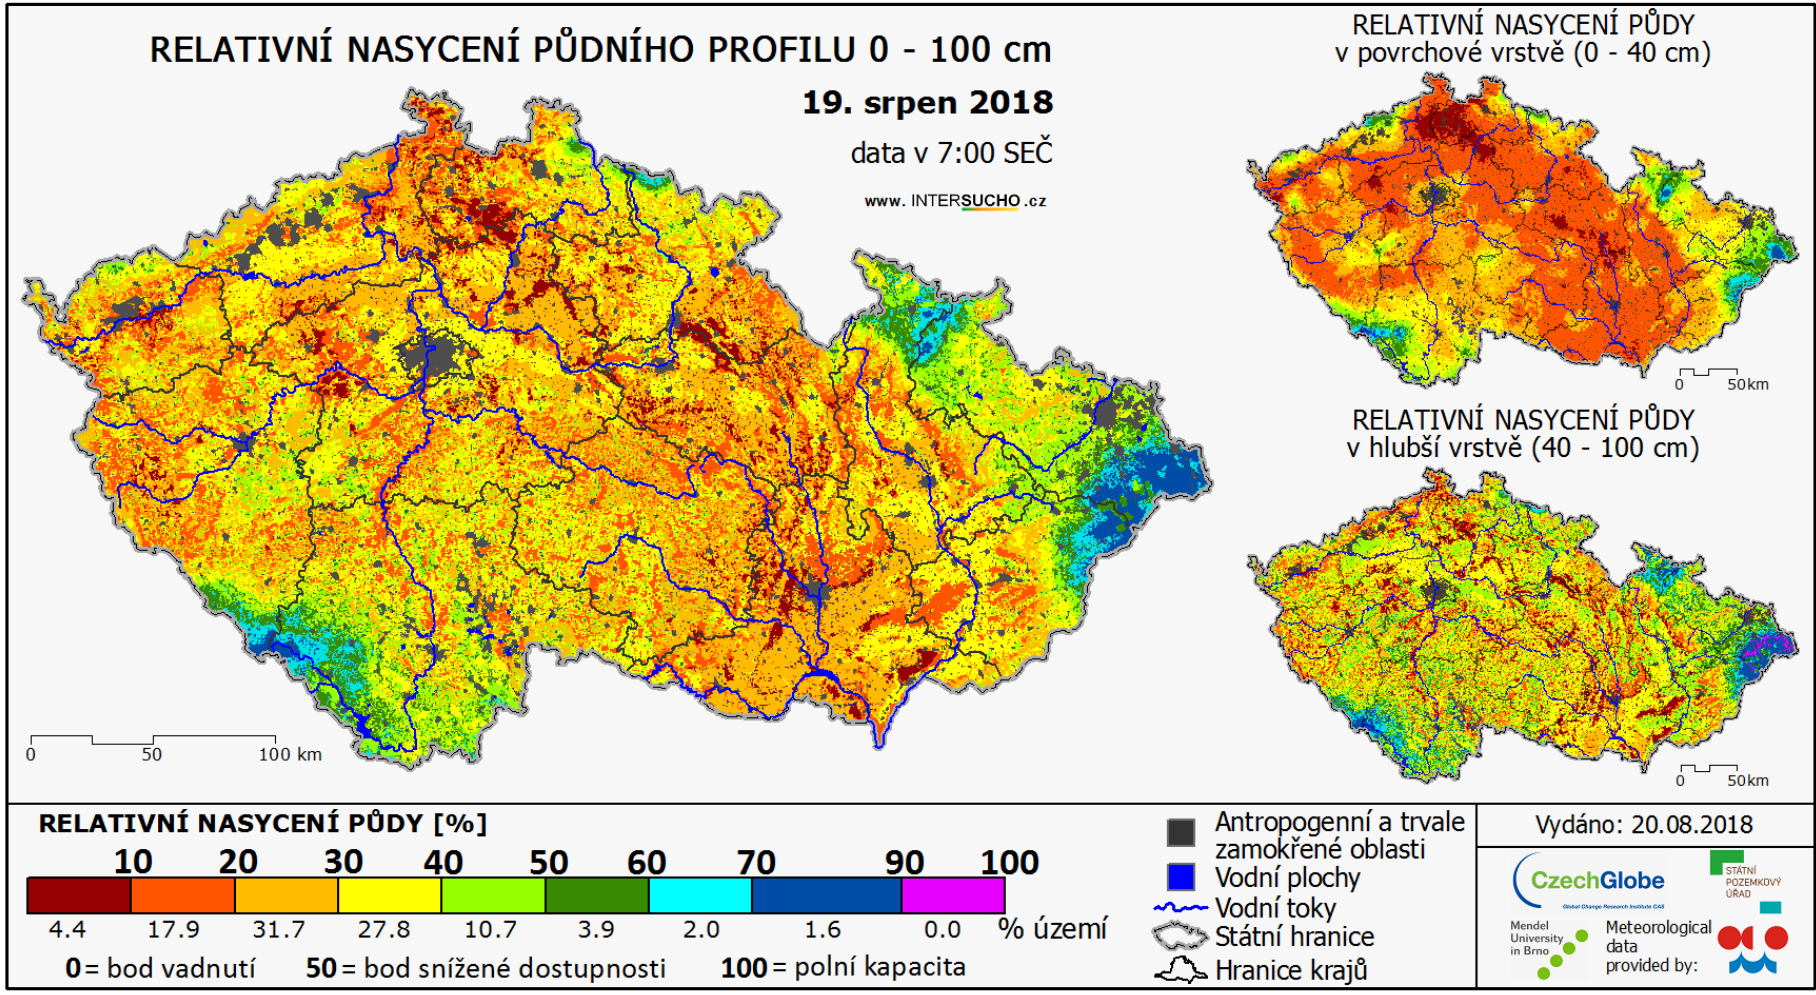 RELATIVNÍ NASYCENÍ PŮDNÍHO PROFILU 0 - 100 cm
19. srpen 2018
data v 7:00 SEČ
www. INTERSUCHO .cz
0 50 100 km
RELATIVNÍ NASYCENÍ PŮDY
v povrchové vrstvě (0 - 40 cm)
0 50km
RELATIVNÍ NASYCENÍ PŮDY
v hlubší vrstvě (40 - 100 cm)
0 50km
RELATIVNÍ NASYCENÍ PŮDY [%]
10 20 30 40 50 60 70 90 100
4.4 17.9 31.7 27.8 10.7 3.9 2.0 1.6 0.0 % území
0 = bod vadnutí 50 = bod snížené dostupnosti 100 = polní kapacita
Antropogenní a trvale
zamokřené oblasti
Vodní plochy
Vodní toky
Státní hranice
Hranice krajů
Vydáno: 20.08.2018
CzechGlobe
Global Change Research Institute CAS
STÁTNÍ
POZEMKOVÝ
ÚŘAD
Mendel
University
in Brno
Meteorological
data
provided by: